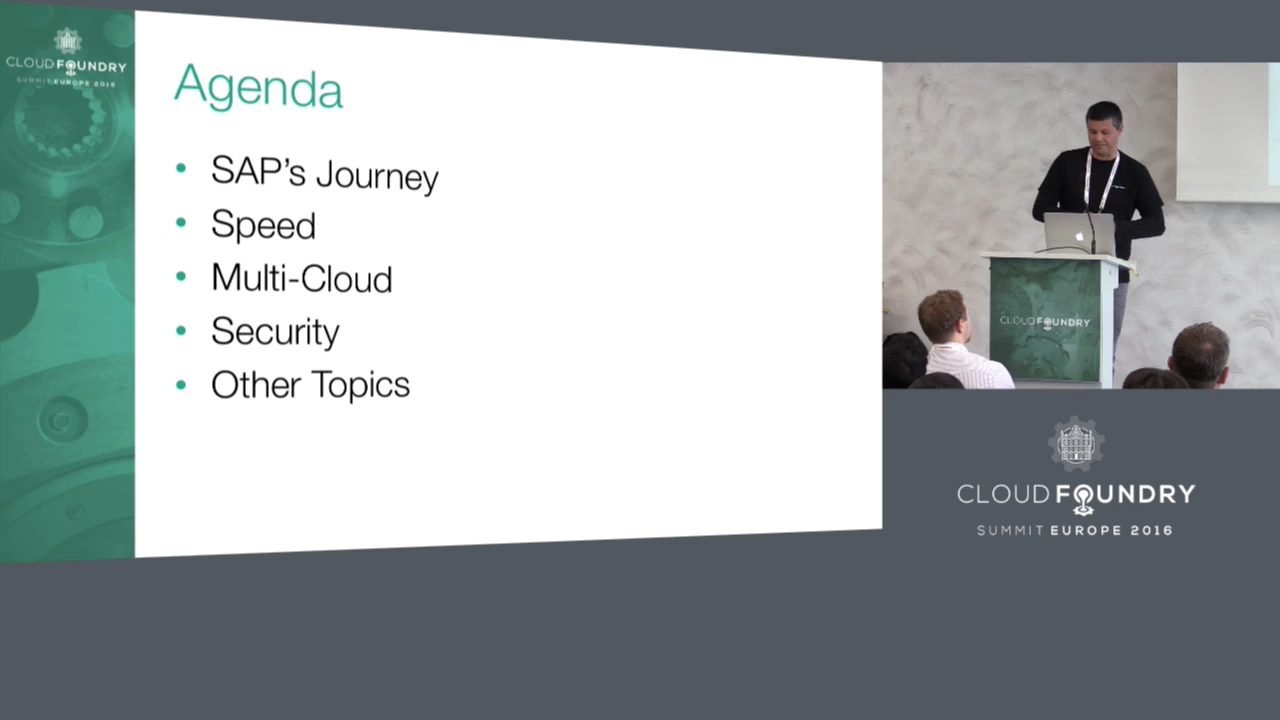 CLOUD FOUNDRY
SUMMIT EUROPE 2016
Agenda
• SAP's Journey
• Speed
• Multi-Cloud
• Security
• Other Topics
CLOUD FOUNDRY
CLOUD FOUNDRY
SUMMIT EUROPE 2016